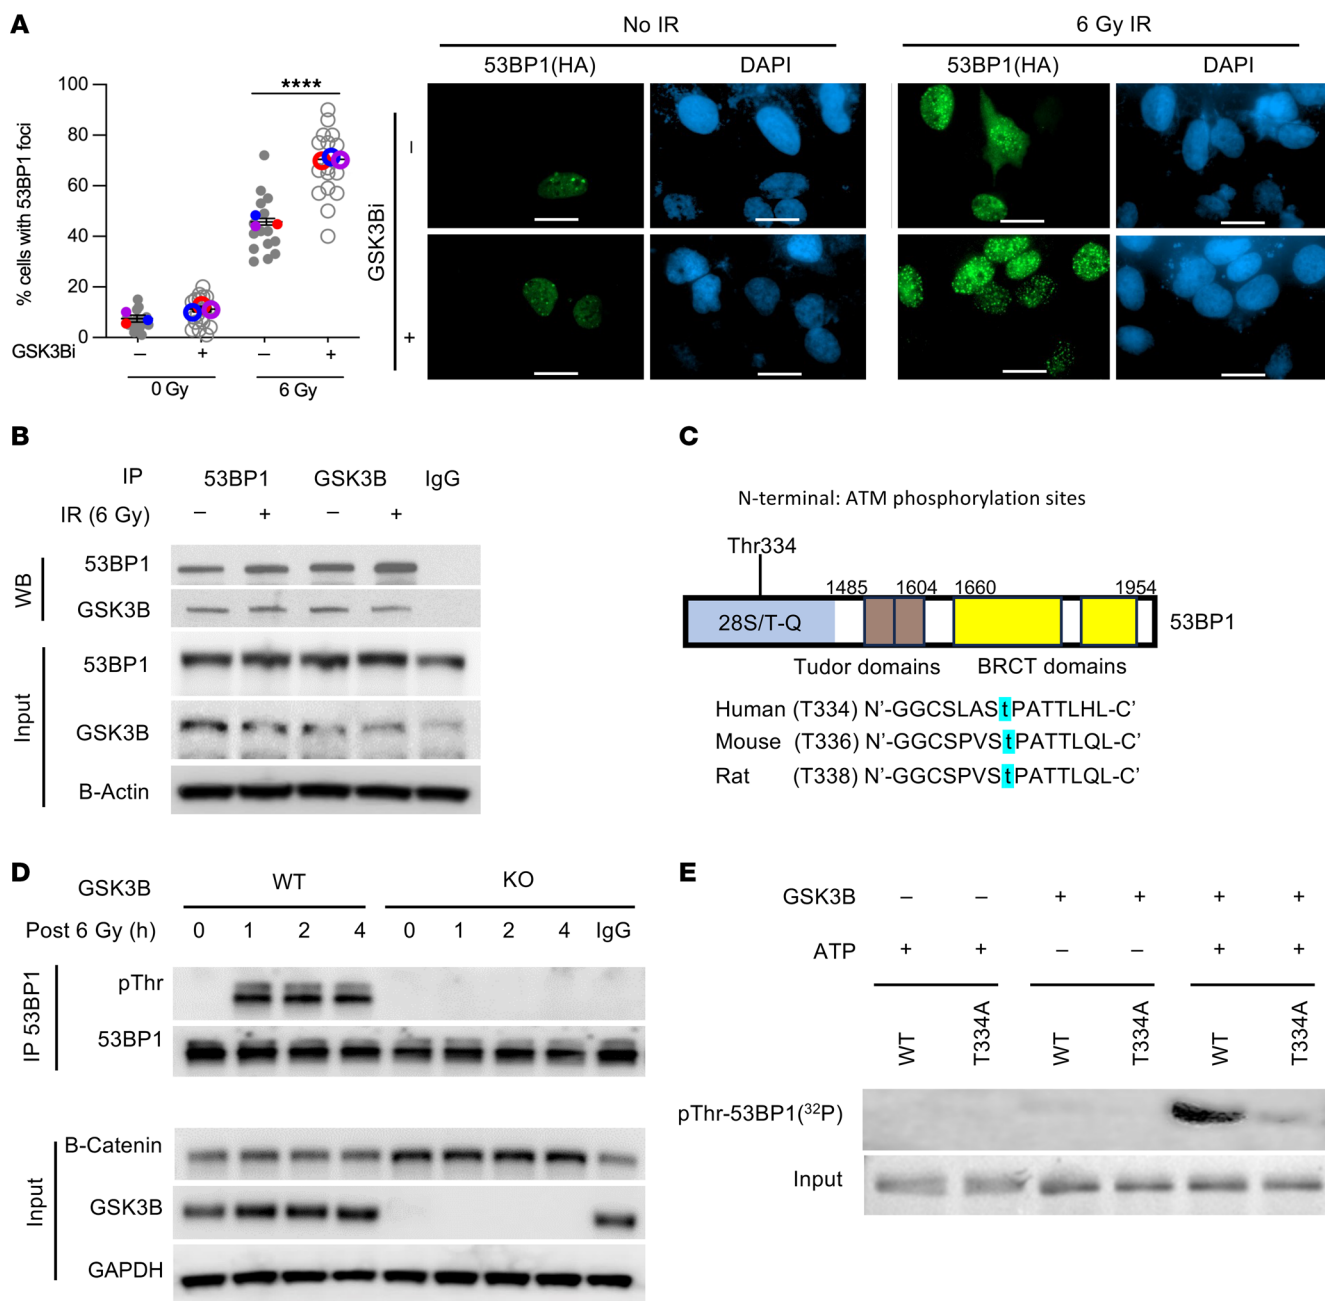 A
No IR
6 Gy IR
53BP1(HA)
DAPI
53BP1(HA)
DAPI
% cells with 53BP1 foci
100
80
60
40
20
0
****
GSK3Bi
–
+
–
+
0 Gy
6 Gy
GSK3Bi
–
+
B
IP
53BP1
GSK3B
IgG
IR (6 Gy)
–
+
–
+
WB
53BP1
GSK3B
Input
53BP1
GSK3B
B-Actin
C
N-terminal: ATM phosphorylation sites
Thr334
1485
1604
1660
1954
28S/T-Q
53BP1
Tudor domains
BRCT domains
Human (T334) N’-GGCSLAStPATTLHL-C’
Mouse (T336) N’-GGCSPVStPATTLQL-C’
Rat (T338) N’-GGCSPVStPATTLQL-C’
D
GSK3B
WT
KO
Post 6 Gy (h)
0
1
2
4
0
1
2
4
IgG
IP 53BP1
pThr
53BP1
Input
B-Catenin
GSK3B
GAPDH
E
GSK3B
–
–
+
+
+
+
ATP
+
+
–
–
+
+
WT
T334A
WT
T334A
WT
T334A
pThr-53BP1(³²P)
Input